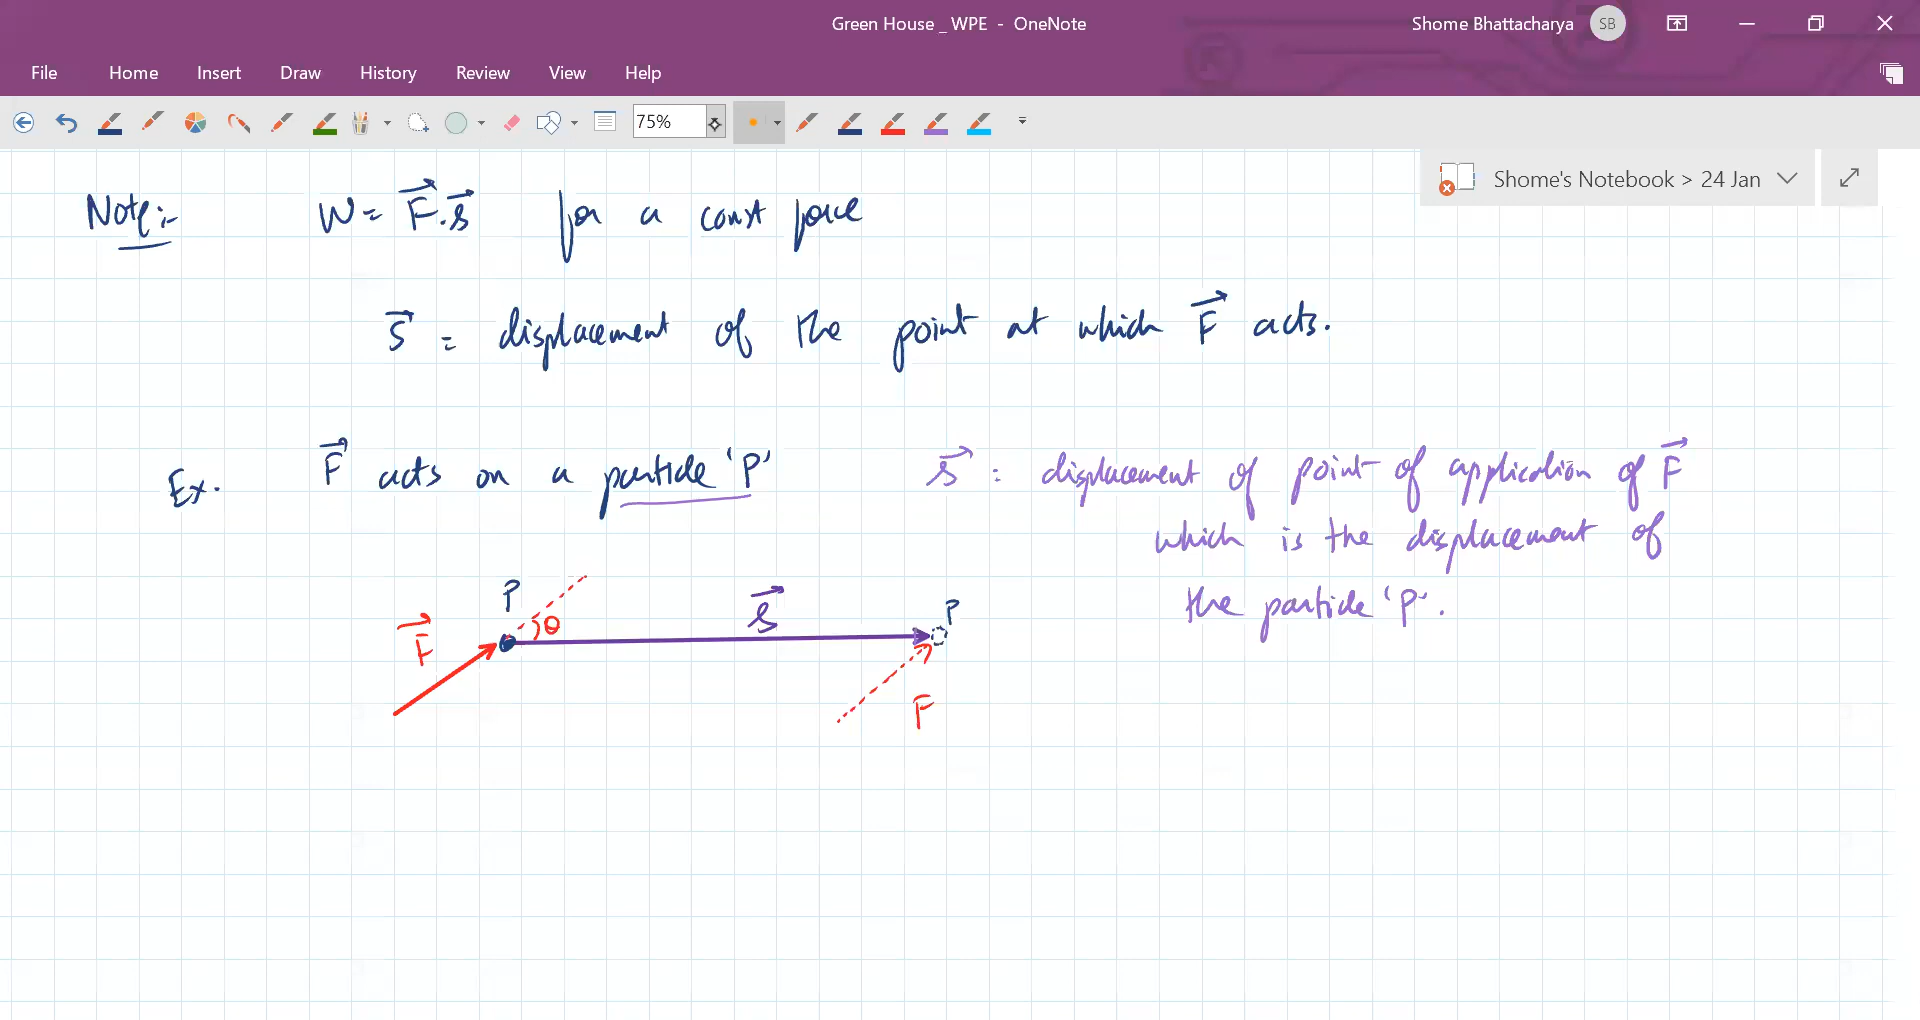 Green House _ WPE - OneNote
Shome Bhattacharya
SB
File Home Insert Draw History Review View Help
75%
Shome's Notebook > 24 Jan
Note:- W = F⃗.s⃗ for a const force
s⃗ = displacement of the point at which F⃗ acts.
Ex. F⃗ acts on a particle 'P'
s⃗ : displacement of point of application of F⃗
which is the displacement of
the particle 'P'.
P
θ
s⃗
P
F⃗
F